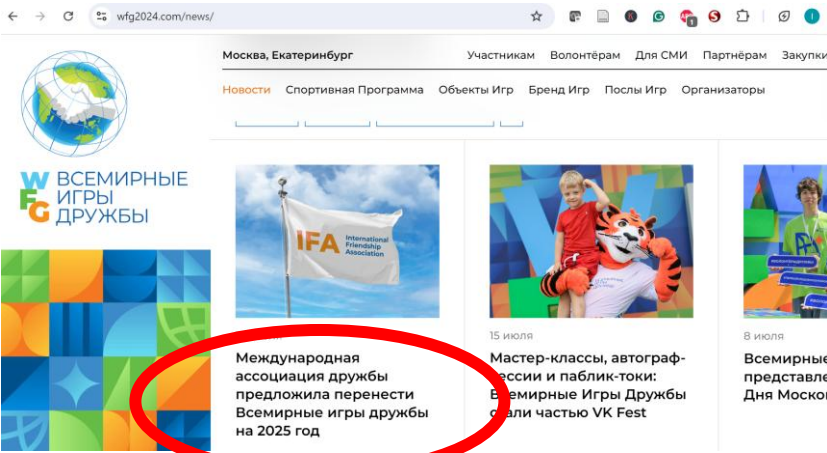 wfg2024.com/news/
1
I
Москва, Екатеринбург
Участникам Волонтёрам Для СМИ Партнёрам Закупки
Новости Спортивная Программа Объекты Игр Бренд Игр Послы Игр Организаторы
WFG
ВСЕМИРНЫЕ
ИГРЫ
ДРУЖБЫ
IFA International
Friendship
Association
Международная
ассоциация дружбы
предложила перенести
Всемирные игры дружбы
на 2025 год
15 июля
Мастер-классы, автограф-
сессии и паблик-токи:
Всемирные Игры Дружбы
стали частью VK Fest
8 июля
Всемирные
представле
Дня Москов